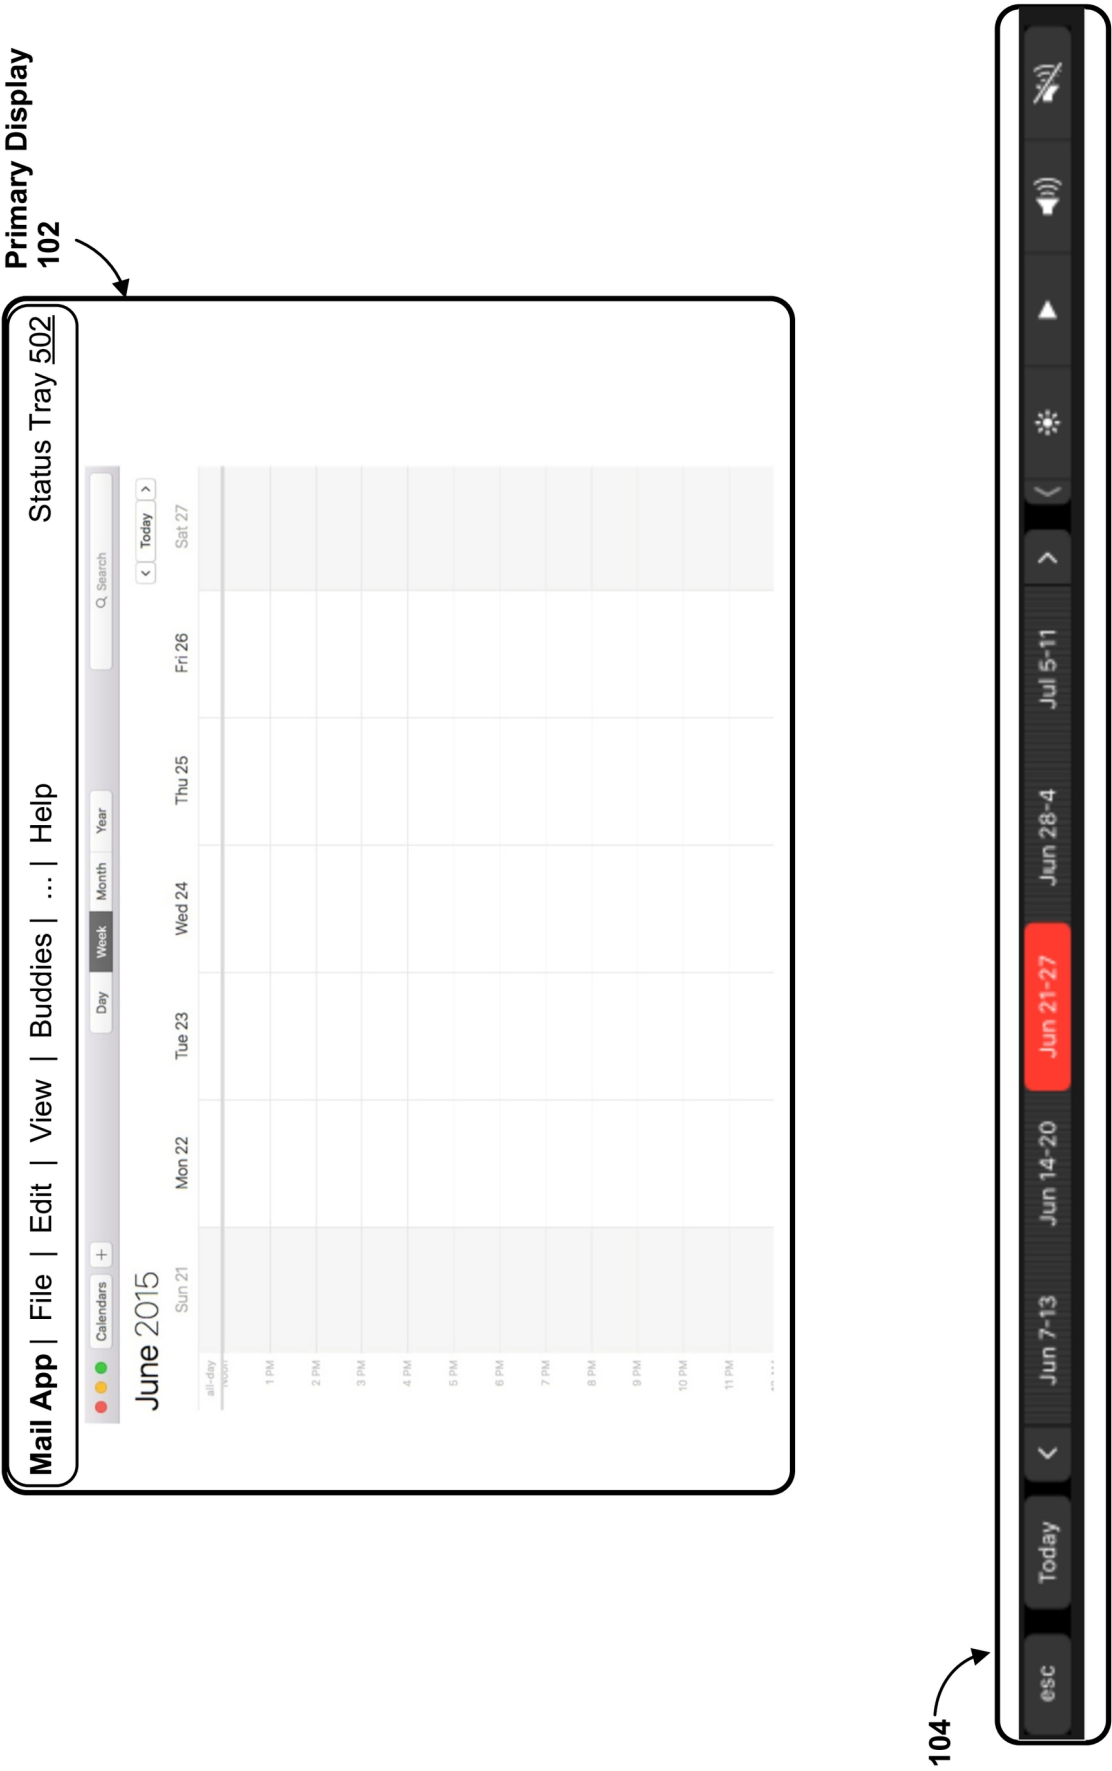 Primary Display
102
Mail App | File | Edit | View | Buddies | ... | Help Status Tray 502
Calendars + Day Week Month Year Search
June 2015 < Today >
Sun 21 Mon 22 Tue 23 Wed 24 Thu 25 Fri 26 Sat 27
all-day
Noon
1 PM
2 PM
3 PM
4 PM
5 PM
6 PM
7 PM
8 PM
9 PM
10 PM
11 PM
104
esc Today < Jun 7-13 Jun 14-20 Jun 21-27 Jun 28-4 Jul 5-11 >